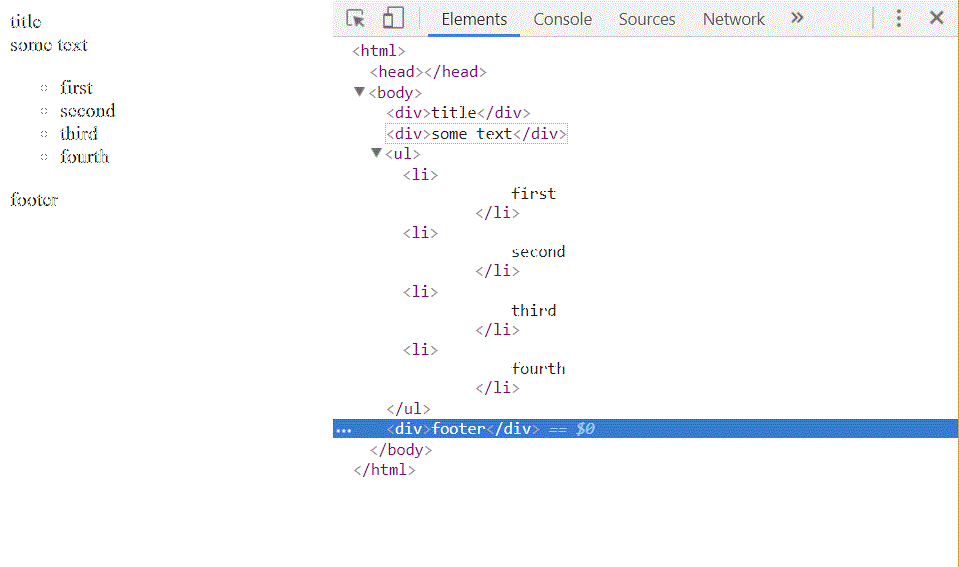 title
some text
first
second
third
fourth
footer
Elements Console Sources Network »
<html>
<head></head>
<body>
<div>title</div>
<div>some text</div>
<ul>
<li>
first
</li>
<li>
second
</li>
<li>
third
</li>
<li>
fourth
</li>
</ul>
... <div>footer</div> == $0
</body>
</html>